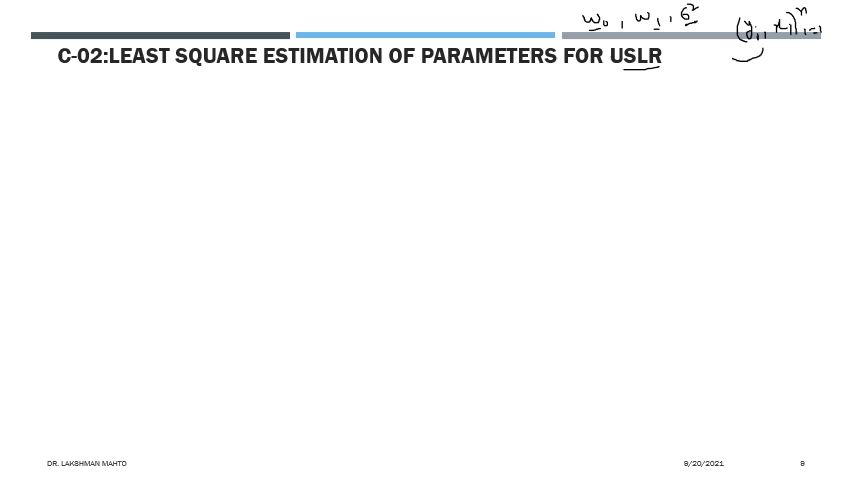 w₀, w₁, σ²
(yᵢ, xᵢ)ⁿᵢ₌₁
C-02:LEAST SQUARE ESTIMATION OF PARAMETERS FOR USLR
DR. LAKSHMAN MAHTO
9/20/2021
9